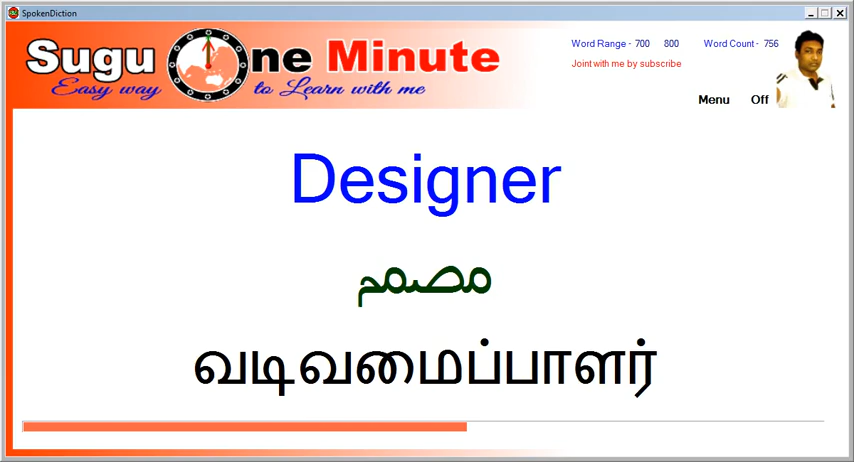 SpokenDiction
Sugu One Minute
Easy way to Learn with me
Word Range - 700 800 Word Count - 756
Joint with me by subscribe
Menu Off
Designer
مصمم
வடிவமைப்பாளர்